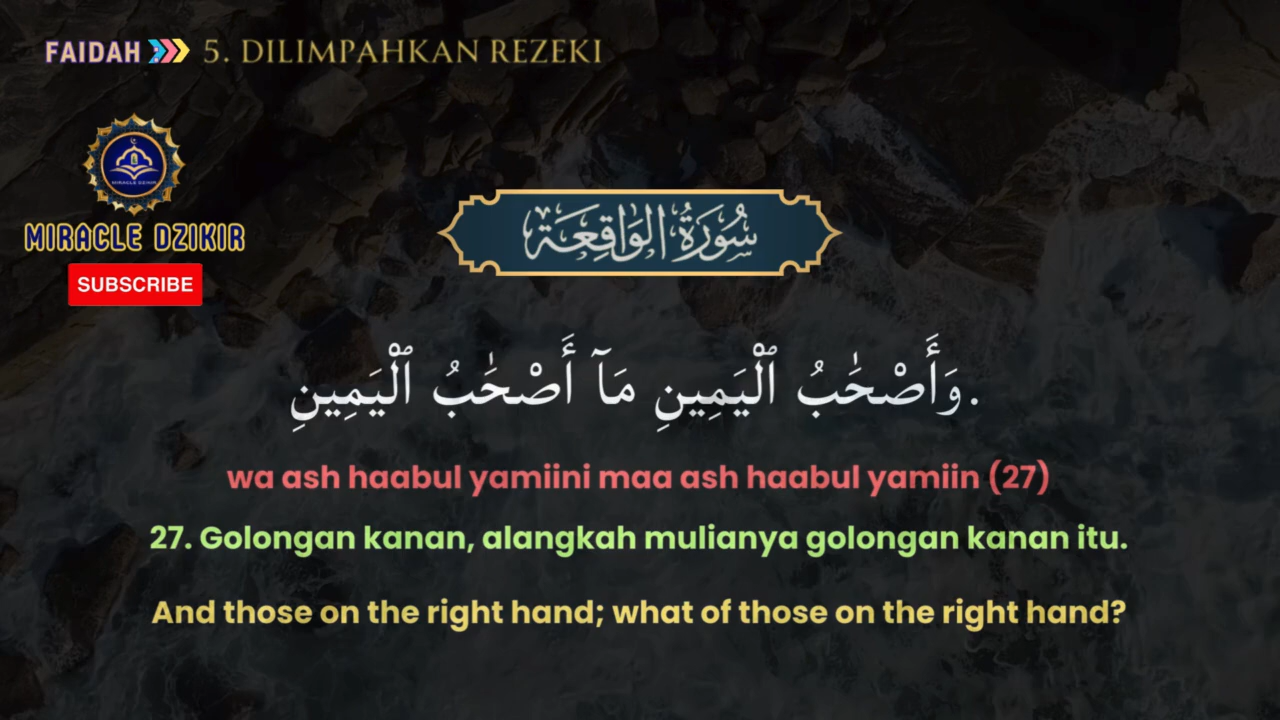 FAIDAH 5. DILIMPAHKAN REZEKI
MIRACLE DZIKIR
MIRACLE DZIKIR
SUBSCRIBE
سُورَةُ الوَاقِعَة
وَأَصْحَٰبُ ٱلْيَمِينِ مَآ أَصْحَٰبُ ٱلْيَمِينِ.
wa ash haabul yamiini maa ash haabul yamiin (27)
27. Golongan kanan, alangkah mulianya golongan kanan itu.
And those on the right hand; what of those on the right hand?